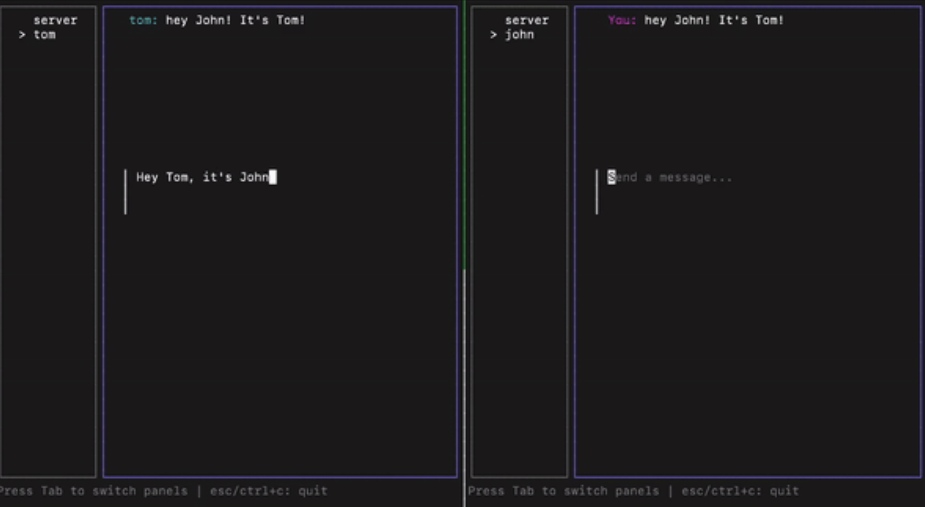 server
> tom
tom: hey John! It's Tom!
Hey Tom, it's John
Press Tab to switch panels | esc/ctrl+c: quit
server
> john
You: hey John! It's Tom!
Send a message...
Press Tab to switch panels | esc/ctrl+c: quit